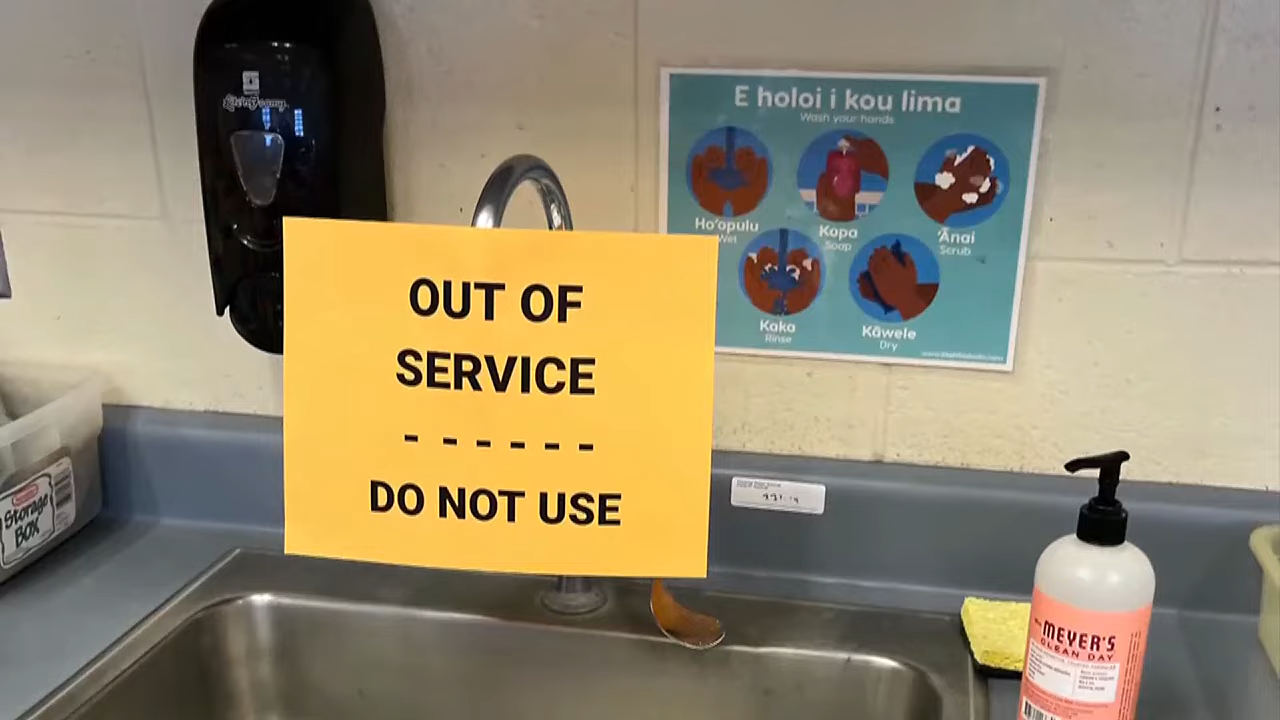 E holoi i kou lima
Wash your hands
Ho'opulu
Wet
Kopa
Soap
'Ānai
Scrub
Kaka
Rinse
Kāwele
Dry
OUT OF
SERVICE
- - - - - -
DO NOT USE
Storage
BOX
MEYER'S
CLEAN DAY